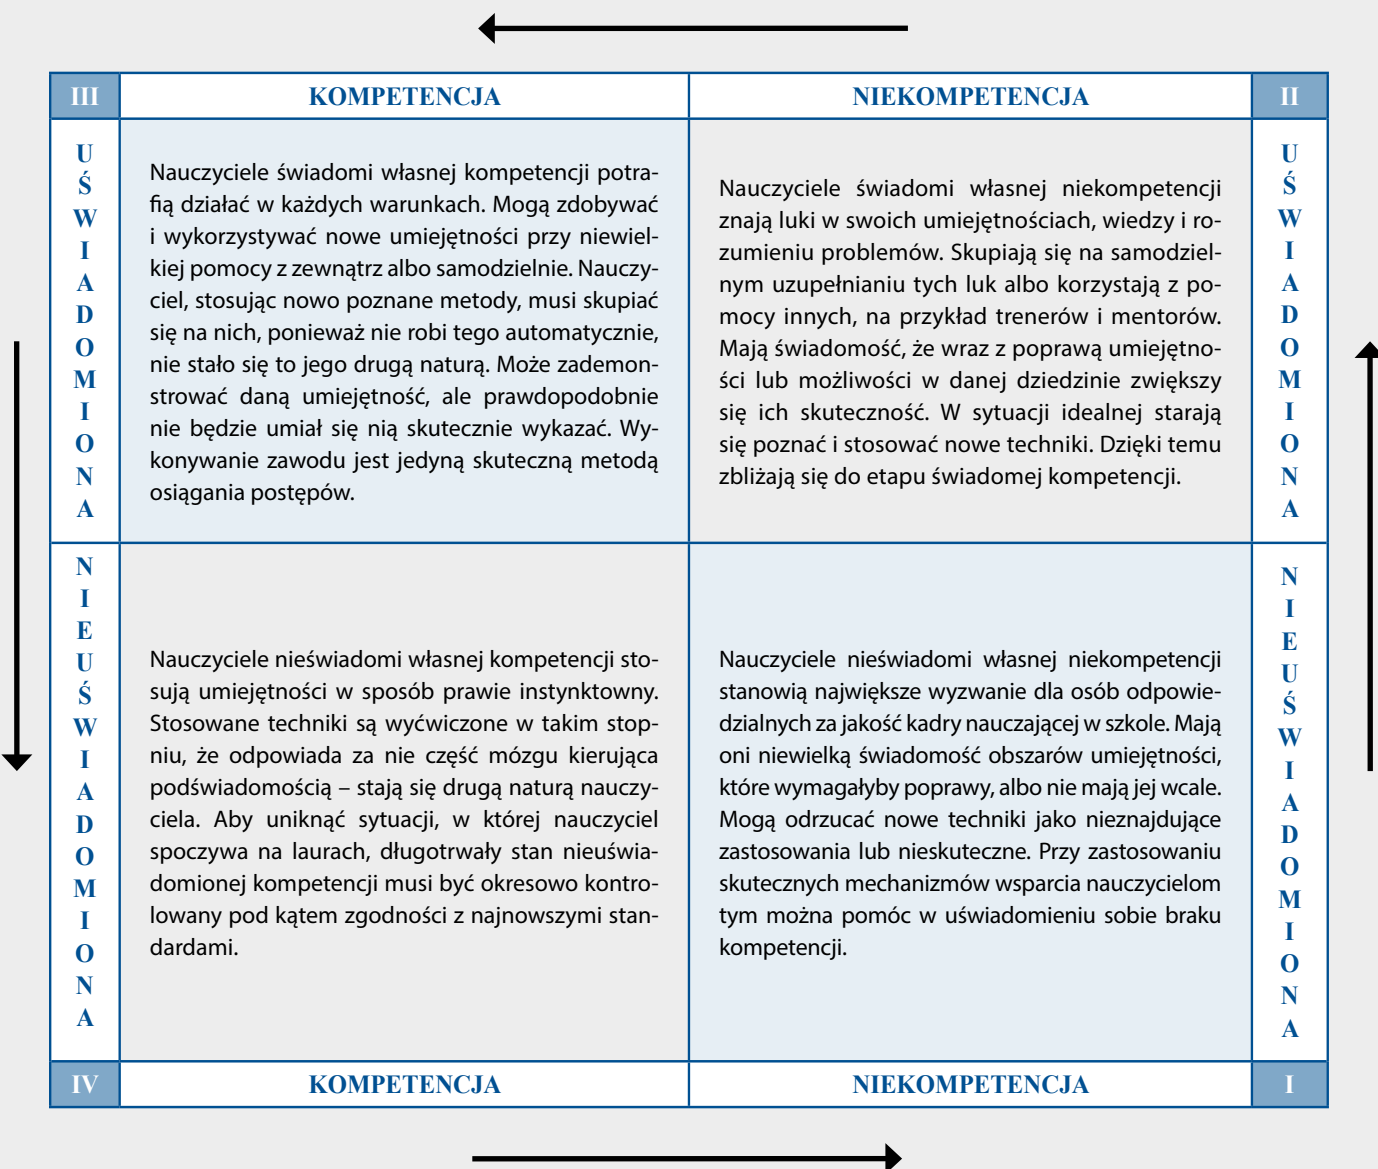 III KOMPETENCJA NIEKOMPETENCJA II
UŚWIADOMIONA
Nauczyciele świadomi własnej kompetencji potra-
fią działać w każdych warunkach. Mogą zdobywać
i wykorzystywać nowe umiejętności przy niewiel-
kiej pomocy z zewnątrz albo samodzielnie. Nauczy-
ciel, stosując nowo poznane metody, musi skupiać
się na nich, ponieważ nie robi tego automatycznie,
nie stało się to jego drugą naturą. Może zademon-
strować daną umiejętność, ale prawdopodobnie
nie będzie umiał się nią skutecznie wykazać. Wy-
konywanie zawodu jest jedyną skuteczną metodą
osiągania postępów.
Nauczyciele świadomi własnej niekompetencji
znają luki w swoich umiejętnościach, wiedzy i ro-
zumieniu problemów. Skupiają się na samodziel-
nym uzupełnianiu tych luk albo korzystają z po-
mocy innych, na przykład trenerów i mentorów.
Mają świadomość, że wraz z poprawą umiejętno-
ści lub możliwości w danej dziedzinie zwiększy
się ich skuteczność. W sytuacji idealnej starają
się poznać i stosować nowe techniki. Dzięki temu
zbliżają się do etapu świadomej kompetencji.
UŚWIADOMIONA
NIEUŚWIADOMIONA
Nauczyciele nieświadomi własnej kompetencji sto-
sują umiejętności w sposób prawie instynktowny.
Stosowane techniki są wyćwiczone w takim stop-
niu, że odpowiada za nie część mózgu kierująca
podświadomością – stają się drugą naturą nauczy-
ciela. Aby uniknąć sytuacji, w której nauczyciel
spoczywa na laurach, długotrwały stan nieuświa-
domionej kompetencji musi być okresowo kontro-
lowany pod kątem zgodności z najnowszymi stan-
dardami.
Nauczyciele nieświadomi własnej niekompetencji
stanowią największe wyzwanie dla osób odpowie-
dzialnych za jakość kadry nauczającej w szkole. Mają
oni niewielką świadomość obszarów umiejętności,
które wymagałyby poprawy, albo nie mają jej wcale.
Mogą odrzucać nowe techniki jako nieznajdujące
zastosowania lub nieskuteczne. Przy zastosowaniu
skutecznych mechanizmów wsparcia nauczycielom
tym można pomóc w uświadomieniu sobie braku
kompetencji.
NIEUŚWIADOMIONA
IV KOMPETENCJA NIEKOMPETENCJA I